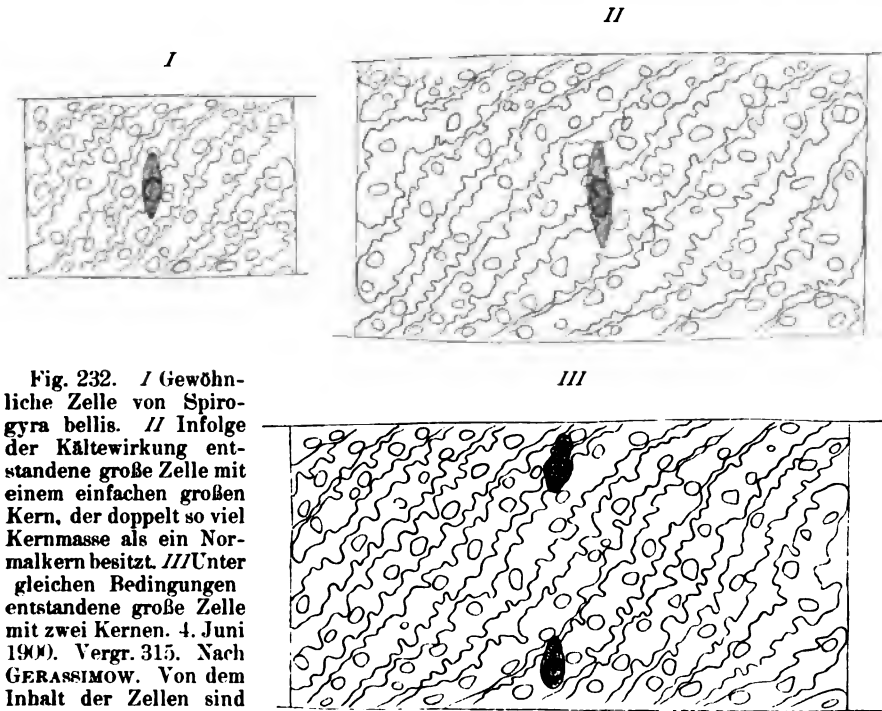 I
II
III
Fig. 232. I Gewöhn-
liche Zelle von Spiro-
gyra bellis. II Infolge
der Kältewirkung ent-
standene große Zelle mit
einem einfachen großen
Kern, der doppelt so viel
Kernmasse als ein Nor-
malkern besitzt. III Unter
gleichen Bedingungen
entstandene große Zelle
mit zwei Kernen. 4. Juni
1900. Vergr. 315. Nach
GERASSIMOW. Von dem
Inhalt der Zellen sind